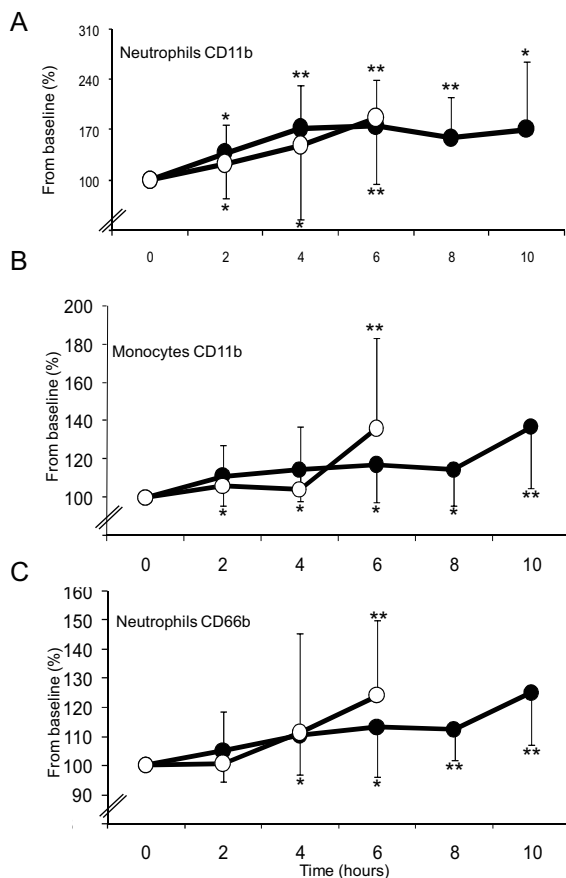 A
310
Neutrophils CD11b
240
170
100
From baseline (%)
* ** ** ** *
* * **
0 2 4 6 8 10
B
200
180
Monocytes CD11b
160
140
120
100
From baseline (%)
**
* * * * **
0 2 4 6 8 10
C
160
150
Neutrophils CD66b
140
130
120
110
100
90
From baseline (%)
**
* * ** **
0 2 4 6 8 10
Time (hours)